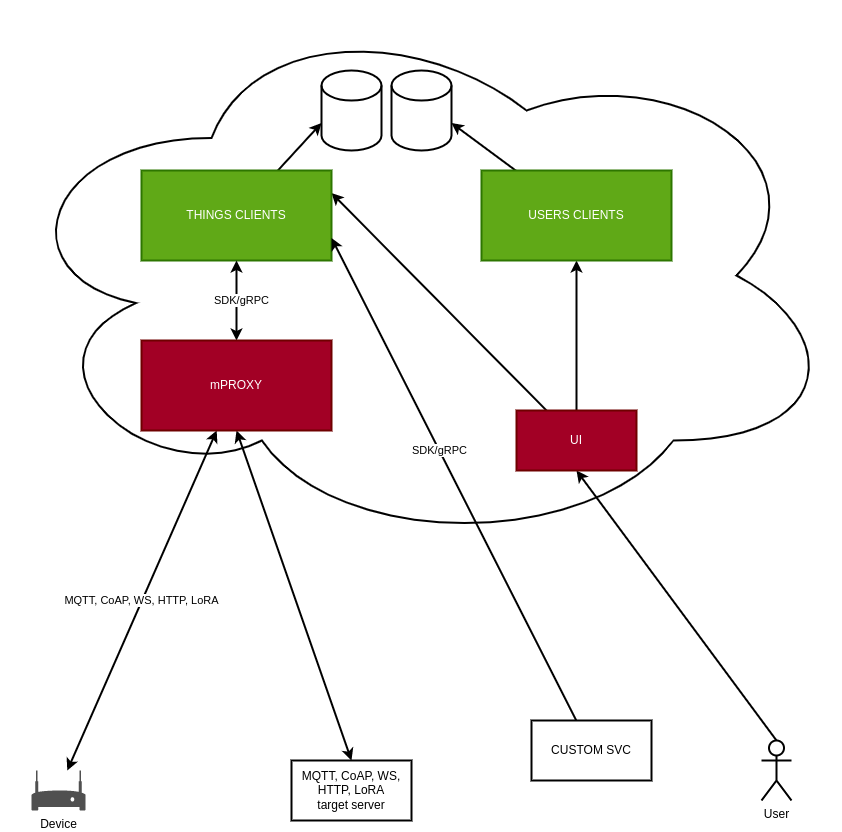 THINGS CLIENTS
USERS CLIENTS
SDK/gRPC
mPROXY
UI
SDK/gRPC
MQTT, CoAP, WS, HTTP, LoRA
CUSTOM SVC
MQTT, CoAP, WS,
HTTP, LoRA
target server
Device
User